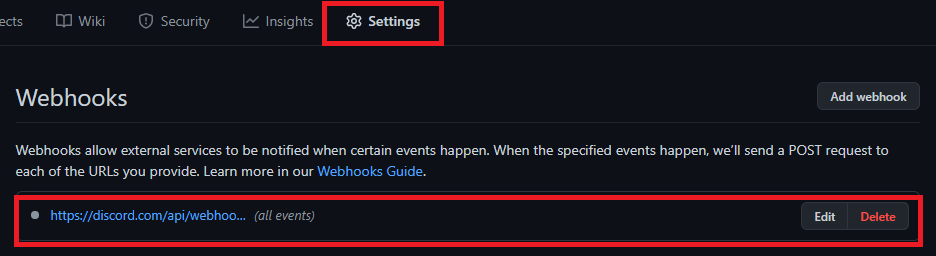 ects Wiki Security Insights Settings
Webhooks Add webhook
Webhooks allow external services to be notified when certain events happen. When the specified events happen, we'll send a POST request to
each of the URLs you provide. Learn more in our Webhooks Guide.
https://discord.com/api/webhoo... (all events) Edit Delete